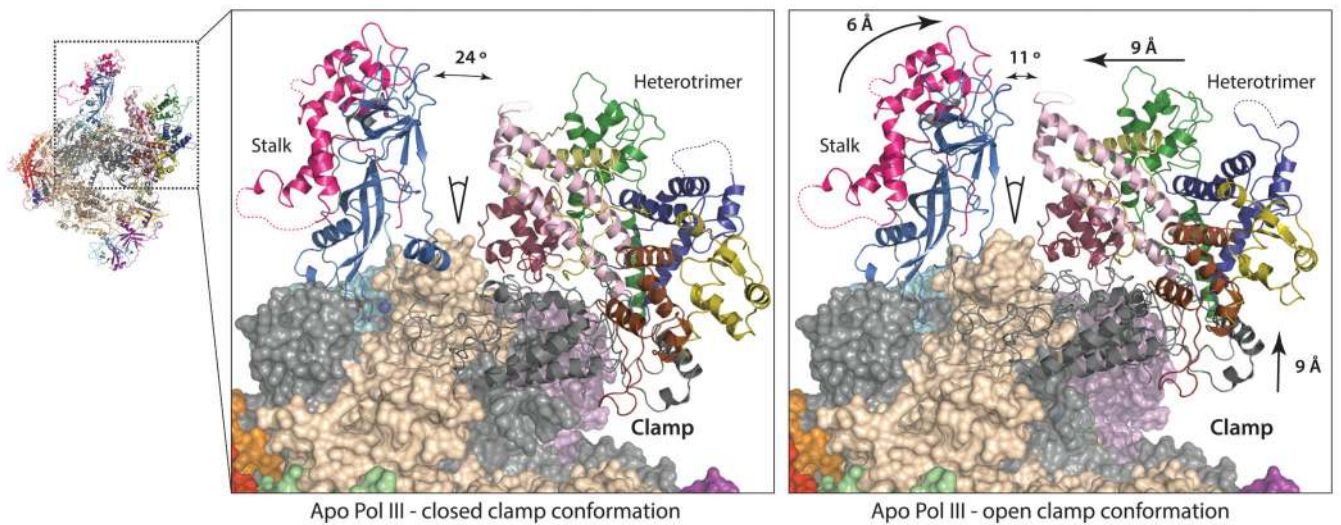 24 º
Heterotrimer
Stalk
Clamp
Apo Pol III - closed clamp conformation
6 Å
11 º
9 Å
Heterotrimer
Stalk
9 Å
Clamp
Apo Pol III - open clamp conformation